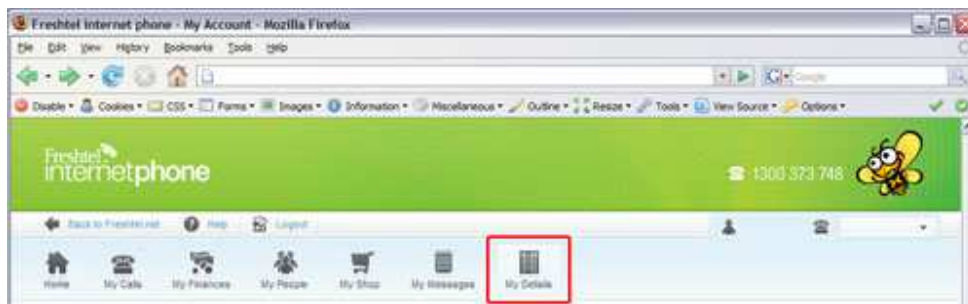 Freshtel internet phone - My Account - Mozilla Firefox
File Edit View History Bookmarks Tools Help
G Google
Disable Cookies CSS Forms Images Information Miscellaneous Outline Resize Tools View Source Options
Freshtel
internetphone
1300 373 748
Back to Freshtel.net Help Logout
Home My Calls My Finances My People My Shop My Messages My Details